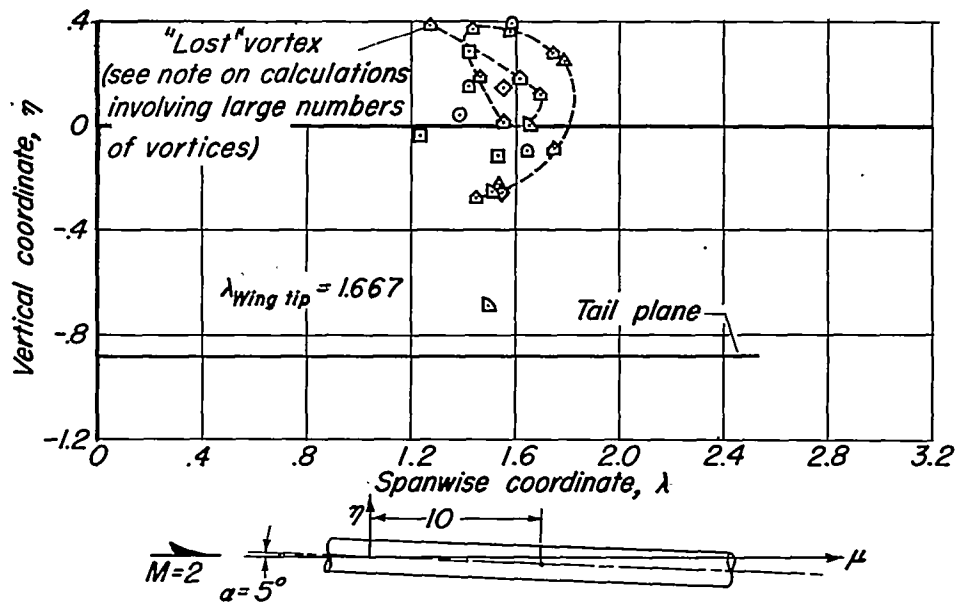 .4
"Lost" vortex
(see note on calculations
involving large numbers
of vortices)
0
-.4
-.8
-1.2
Vertical coordinate, η
λWing tip = 1.667
Tail plane
0 .4 .8 1.2 1.6 2.0 2.4 2.8 3.2
Spanwise coordinate, λ
η
10
μ
M=2
α=5°